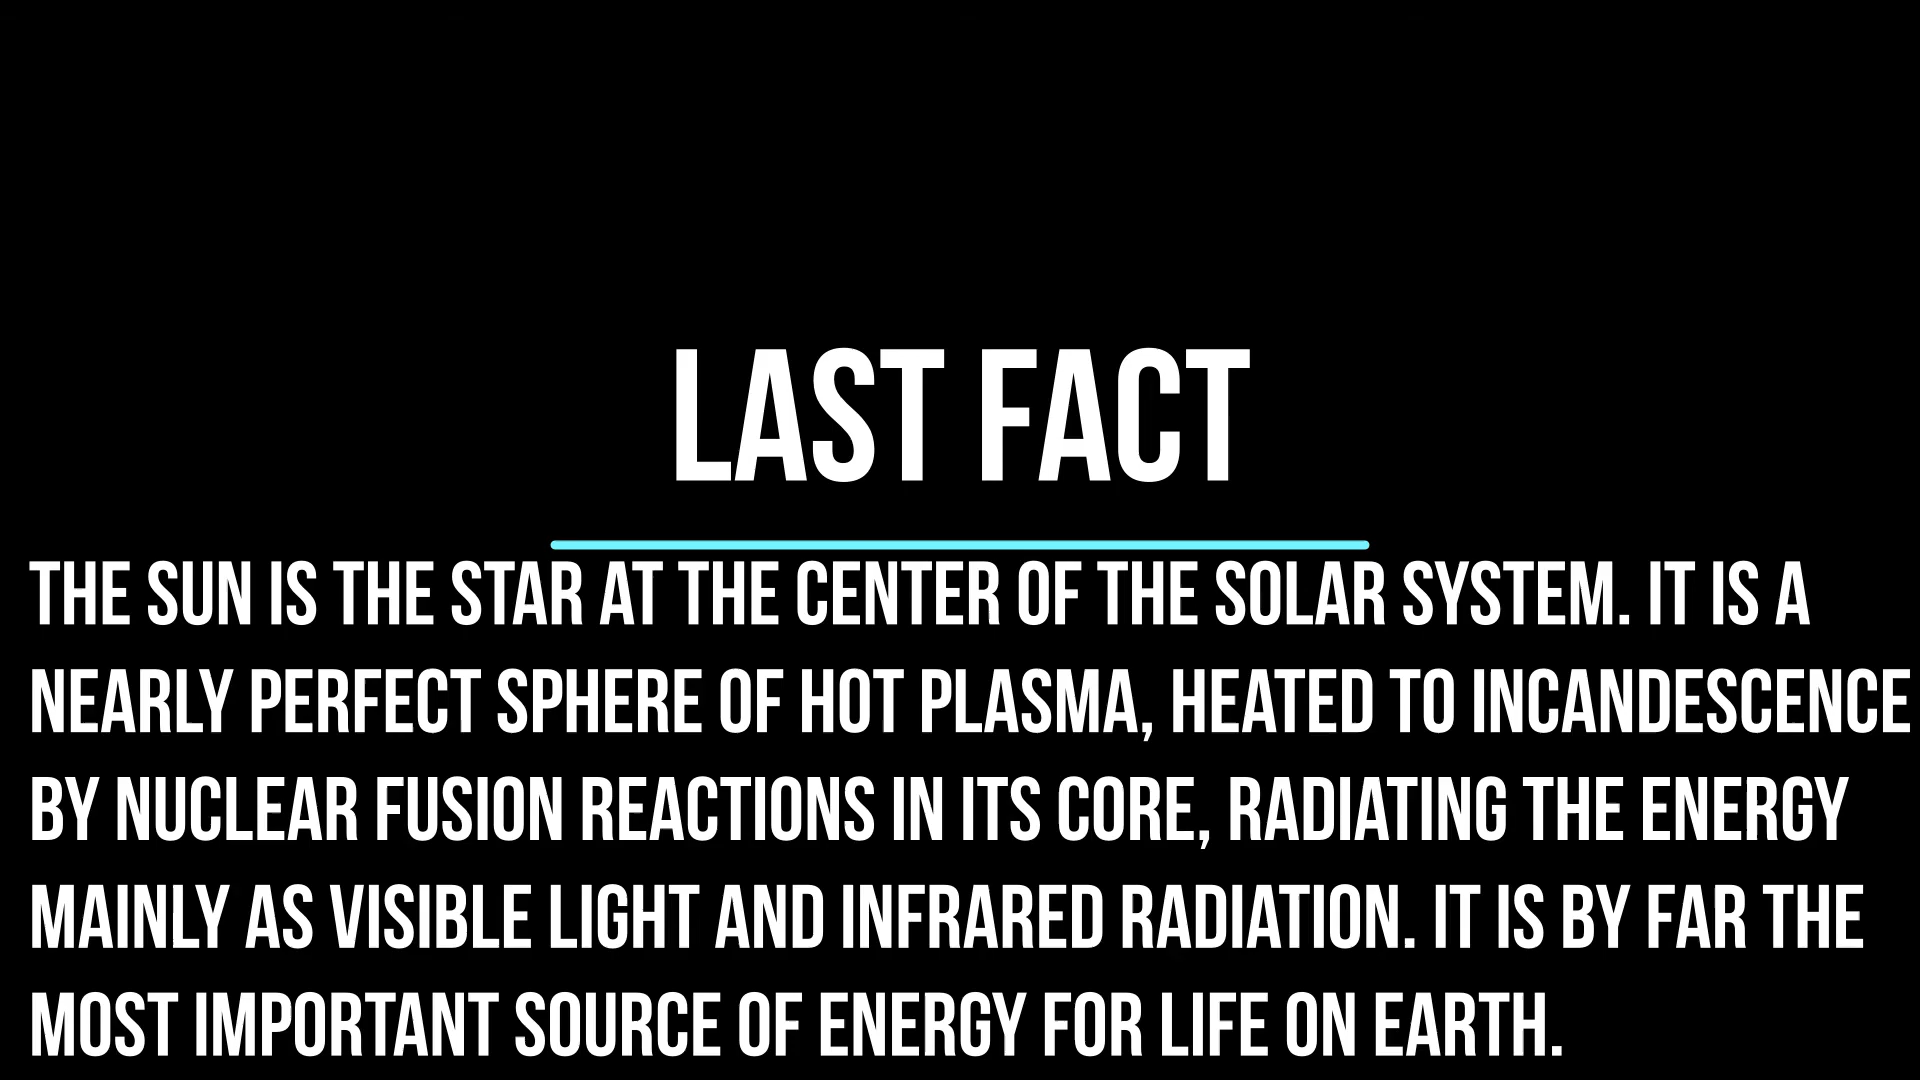 LAST FACT
THE SUN IS THE STAR AT THE CENTER OF THE SOLAR SYSTEM. IT IS A
NEARLY PERFECT SPHERE OF HOT PLASMA, HEATED TO INCANDESCENCE
BY NUCLEAR FUSION REACTIONS IN ITS CORE, RADIATING THE ENERGY
MAINLY AS VISIBLE LIGHT AND INFRARED RADIATION. IT IS BY FAR THE
MOST IMPORTANT SOURCE OF ENERGY FOR LIFE ON EARTH.